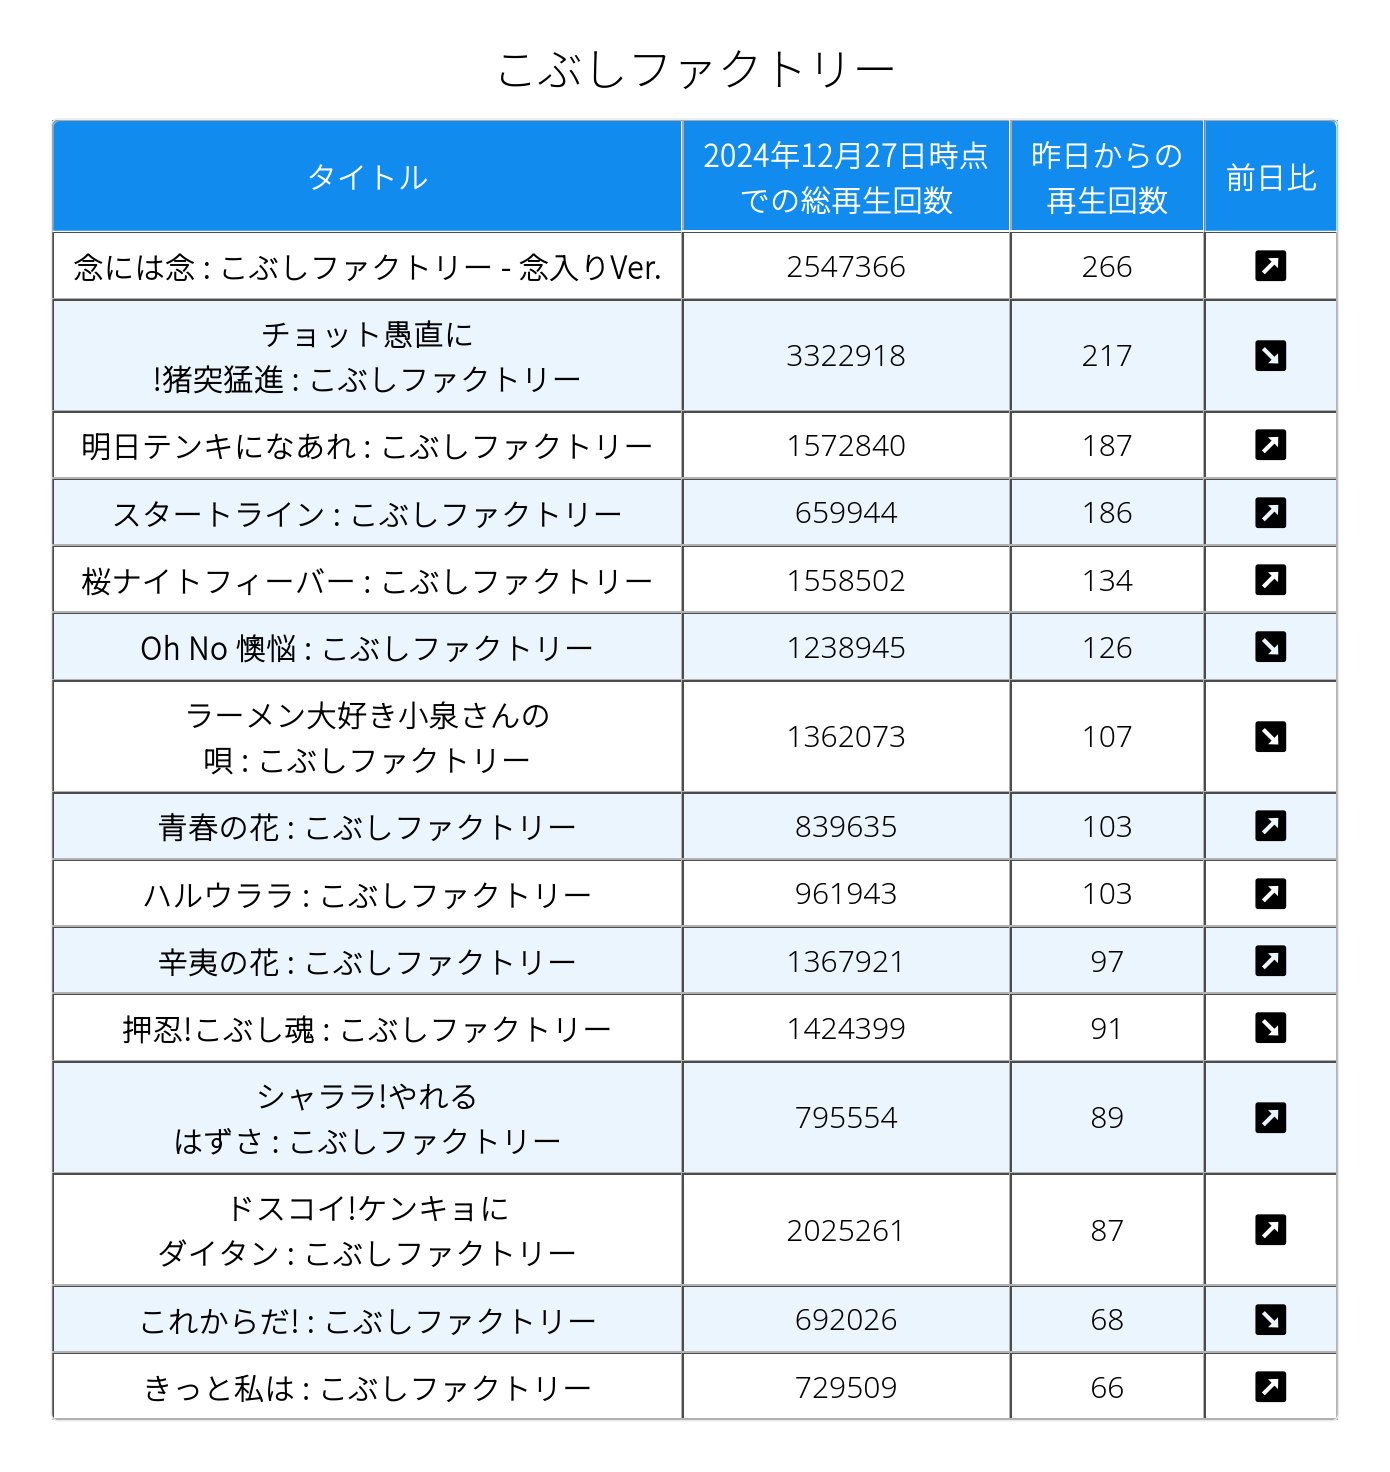 こぶしファクトリー
タイトル
2024年12月27日時点
での総再生回数
昨日からの
再生回数
前日比
念には念 : こぶしファクトリー - 念入りVer.
2547366
266
↗
チョット愚直に
!猪突猛進 : こぶしファクトリー
3322918
217
↘
明日テンキになあれ : こぶしファクトリー
1572840
187
↗
スタートライン : こぶしファクトリー
659944
186
↗
桜ナイトフィーバー : こぶしファクトリー
1558502
134
↗
Oh No 懊悩 : こぶしファクトリー
1238945
126
↘
ラーメン大好き小泉さんの
唄 : こぶしファクトリー
1362073
107
↘
青春の花 : こぶしファクトリー
839635
103
↗
ハルウララ : こぶしファクトリー
961943
103
↗
辛夷の花 : こぶしファクトリー
1367921
97
↗
押忍!こぶし魂 : こぶしファクトリー
1424399
91
↘
シャララ!やれる
はずさ : こぶしファクトリー
795554
89
↗
ドスコイ!ケンキョに
ダイタン : こぶしファクトリー
2025261
87
↗
これからだ! : こぶしファクトリー
692026
68
↘
きっと私は : こぶしファクトリー
729509
66
↗